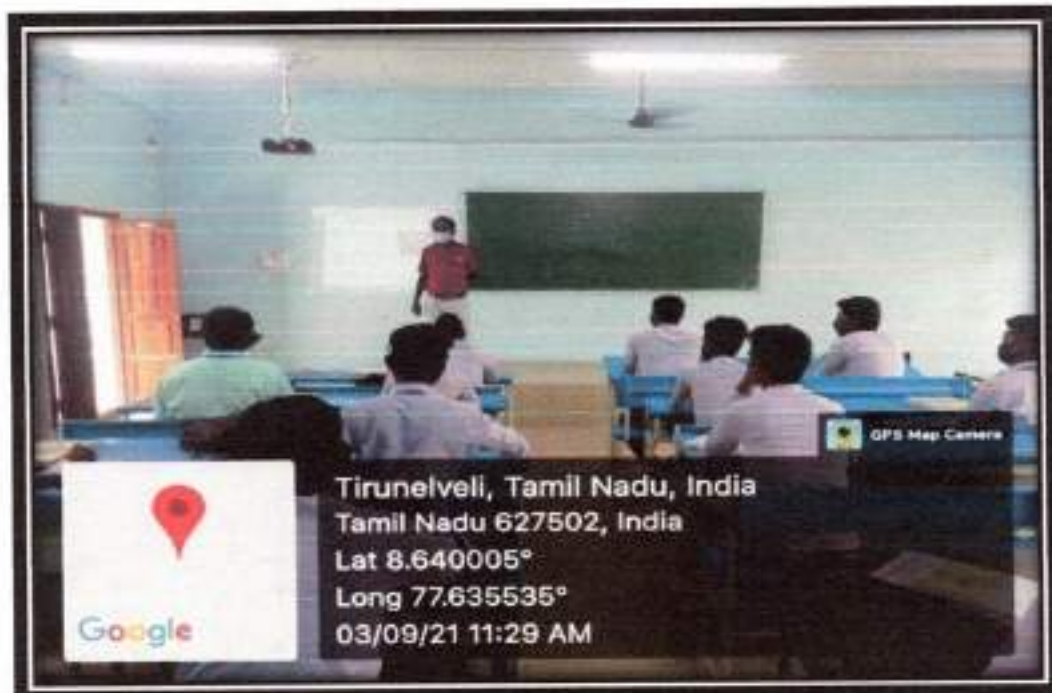 GPS Map Camera
Tirunelveli, Tamil Nadu, India
Tamil Nadu 627502, India
Lat 8.640005°
Long 77.635535°
03/09/21 11:29 AM
Google